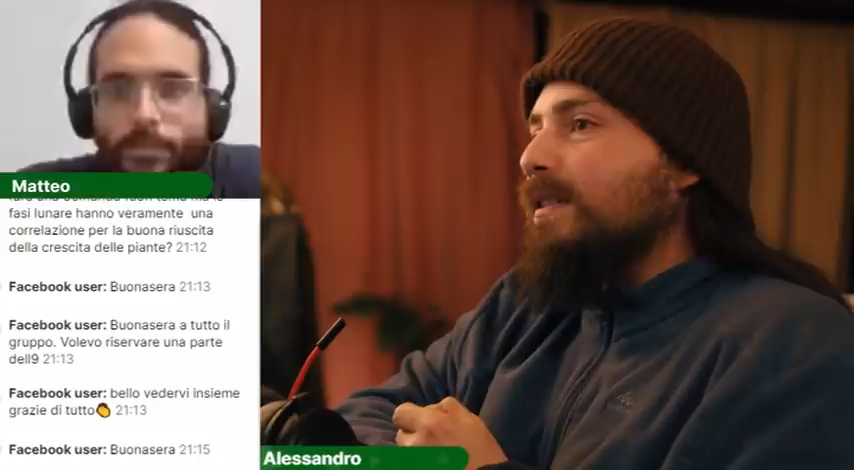 Matteo
fasi lunare hanno veramente una
correlazione per la buona riuscita
della crescita delle piante? 21:12
Facebook user: Buonasera 21:13
Facebook user: Buonasera a tutto il
gruppo. Volevo riservare una parte
dell9 21:13
Facebook user: bello vedervi insieme
grazie di tutto👏 21:13
Facebook user: Buonasera 21:15
Alessandro